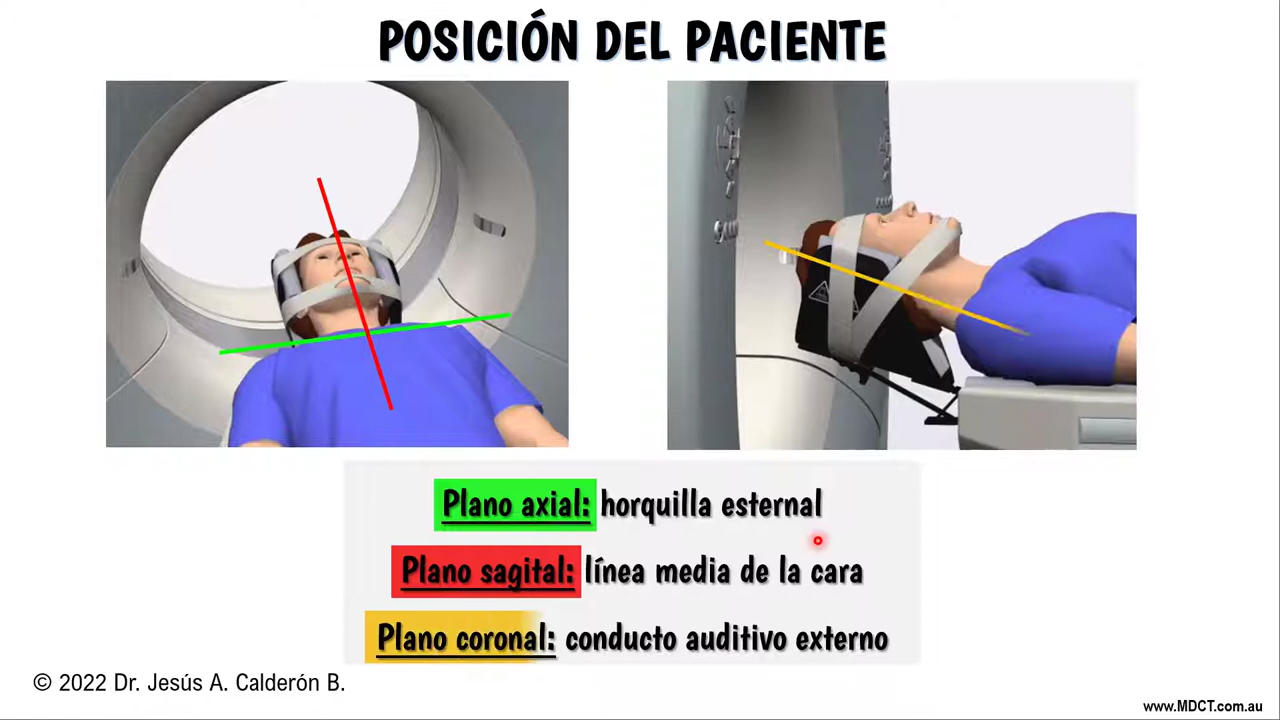 POSICIÓN DEL PACIENTE
Plano axial: horquilla esternal
Plano sagital: línea media de la cara
Plano coronal: conducto auditivo externo
© 2022 Dr. Jesús A. Calderón B.
www.MDCT.com.au